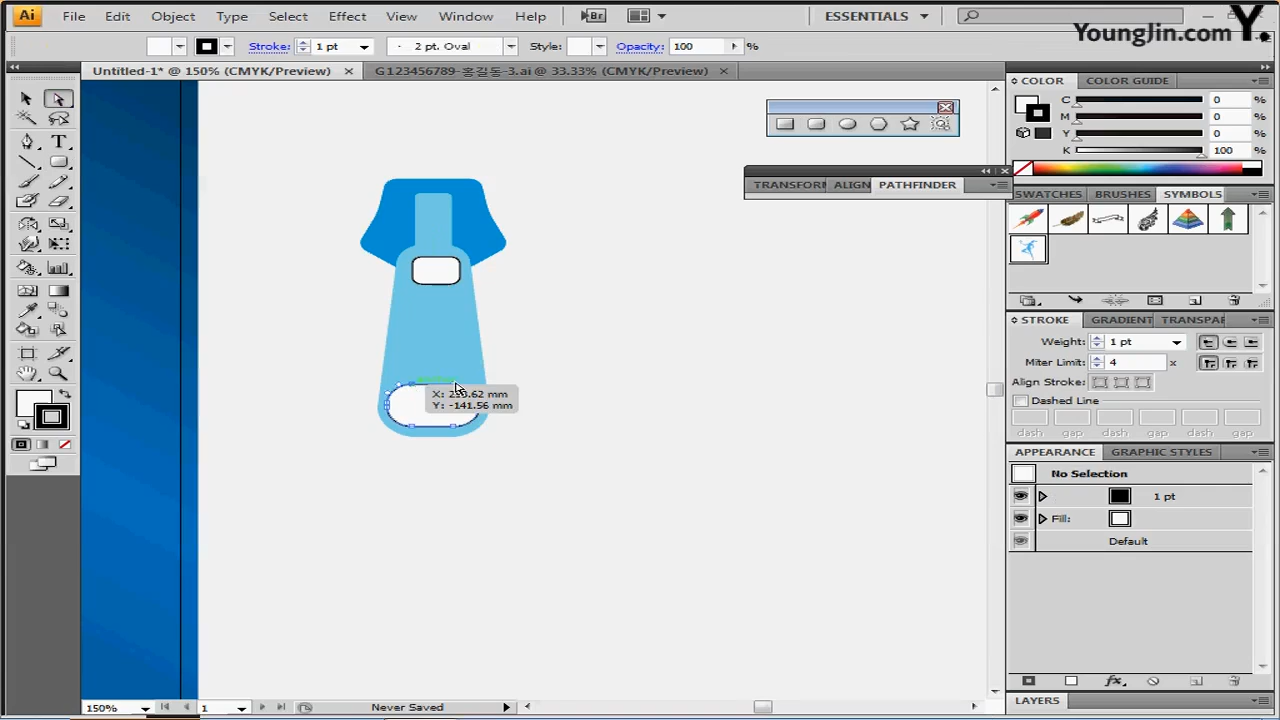 Ai File Edit Object Type Select Effect View Window Help Br ESSENTIALS
YoungJin.com Y.
Stroke: 1 pt 2 pt. Oval Style: Opacity: 100 %
Untitled-1* @ 150% (CMYK/Preview) G123456789-홍길동-3.ai @ 33.33% (CMYK/Preview)
COLOR COLOR GUIDE
C 0 %
M 0 %
Y 0 %
K 100 %
TRANSFORM ALIGN PATHFINDER
SWATCHES BRUSHES SYMBOLS
STROKE GRADIENT TRANSPAR
Weight: 1 pt
Miter Limit: 4 x
Align Stroke:
Dashed Line
dash gap dash gap dash gap
X: 2 .62 mm
Y: -141.56 mm
APPEARANCE GRAPHIC STYLES
No Selection
1 pt
Fill:
Default
LAYERS
150% 1 Never Saved